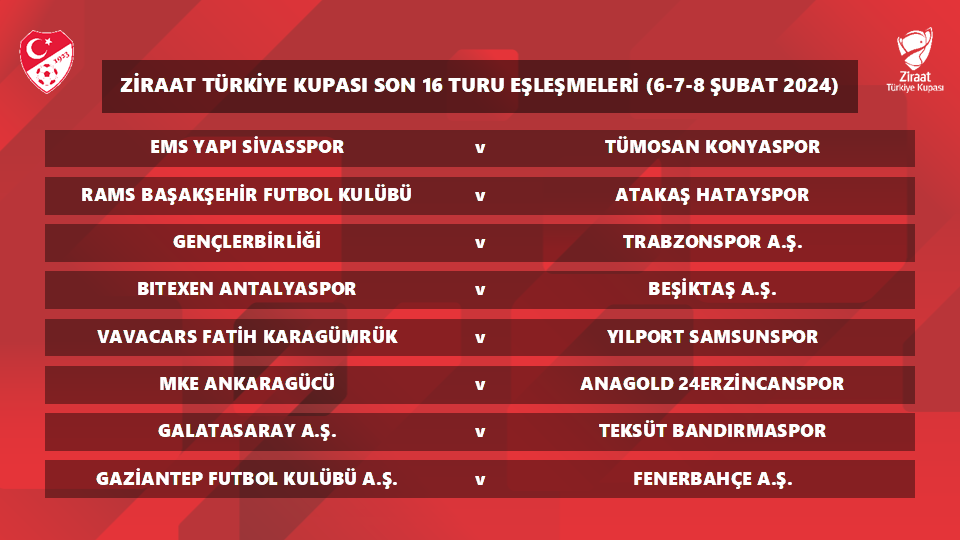 1923
Ziraat
Türkiye Kupası
ZİRAAT TÜRKİYE KUPASI SON 16 TURU EŞLEŞMELERİ (6-7-8 ŞUBAT 2024)
EMS YAPI SİVASSPOR v TÜMOSAN KONYASPOR
RAMS BAŞAKŞEHİR FUTBOL KULÜBÜ v ATAKAŞ HATAYSPOR
GENÇLERBİRLİĞİ v TRABZONSPOR A.Ş.
BITEXEN ANTALYASPOR v BEŞİKTAŞ A.Ş.
VAVACARS FATİH KARAGÜMRÜK v YILPORT SAMSUNSPOR
MKE ANKARAGÜCÜ v ANAGOLD 24ERZİNCANSPOR
GALATASARAY A.Ş. v TEKSÜT BANDIRMASPOR
GAZİANTEP FUTBOL KULÜBÜ A.Ş. v FENERBAHÇE A.Ş.